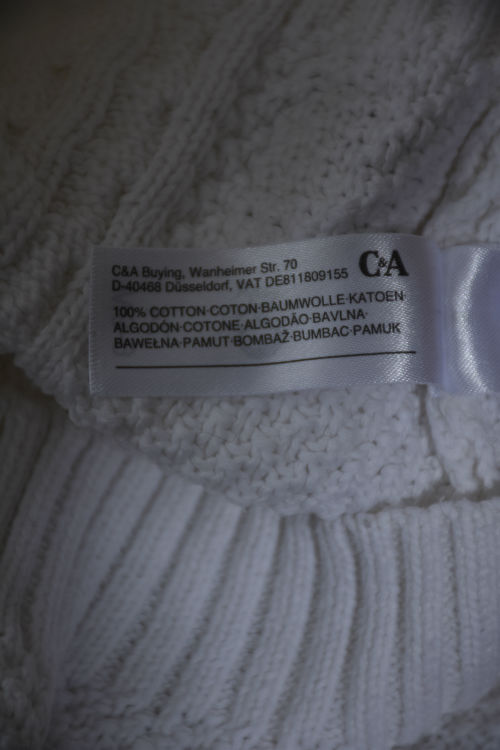 C&A Buying, Wanheimer Str. 70
D-40468 Düsseldorf, VAT DE811809155
C&A
100% COTTON·COTON·BAUMWOLLE·KATOEN·
ALGODÓN·COTONE·ALGODÃO·BAVLNA·
BAWEŁNA·PAMUT·BOMBAŽ·BUMBAC·PAMUK